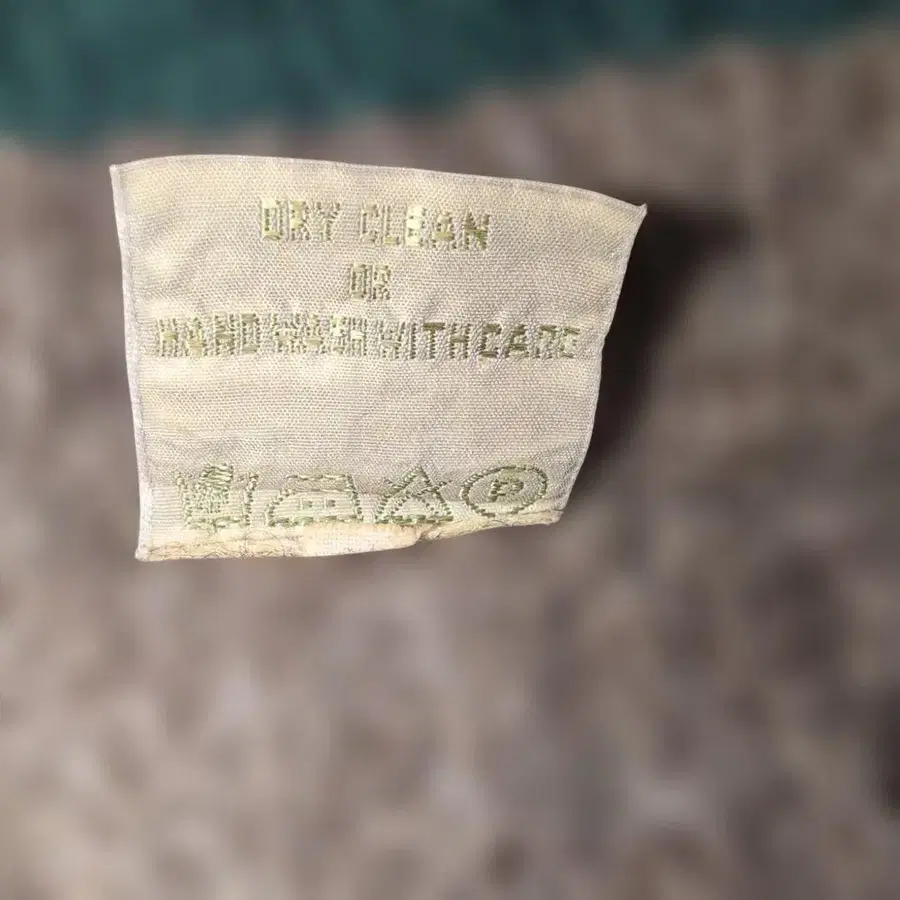 DRY CLEAN
OR
HAND WASH WITH CARE
P